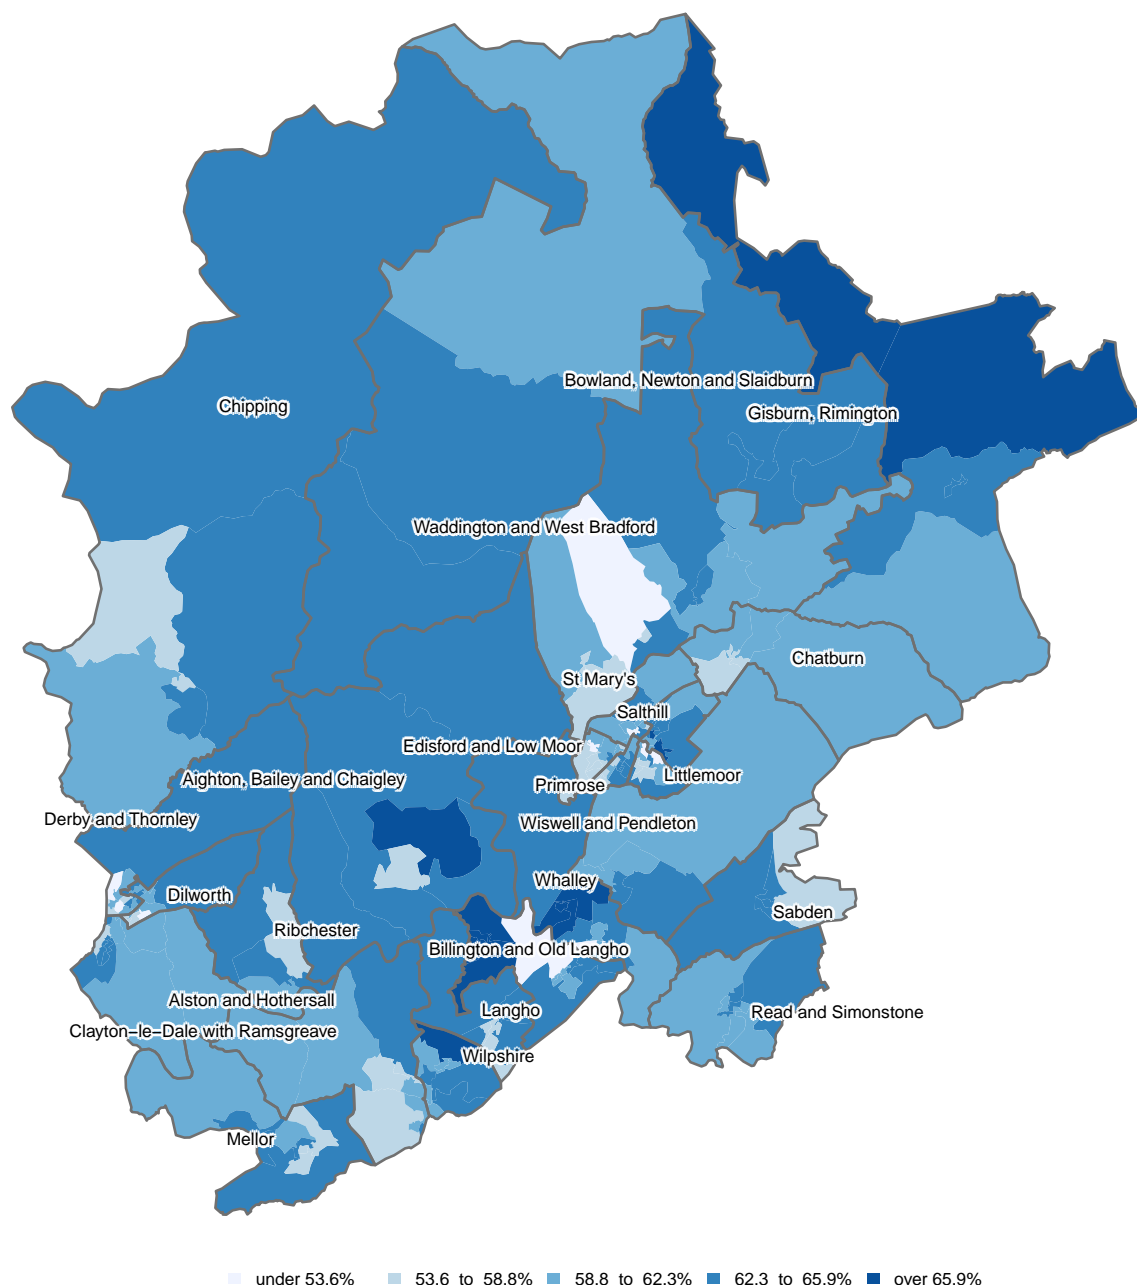 Bowland, Newton and Slaidburn
Chipping
Gisburn, Rimington
Waddington and West Bradford
Chatburn
St Mary's
Salthill
Edisford and Low Moor
Littlemoor
Aighton, Bailey and Chaigley
Primrose
Derby and Thornley
Wiswell and Pendleton
Whalley
Dilworth
Sabden
Ribchester
Billington and Old Langho
Alston and Hothersall
Langho
Read and Simonstone
Clayton−le−Dale with Ramsgreave
Wilpshire
Mellor
under 53.6% 53.6 to 58.8% 58.8 to 62.3% 62.3 to 65.9% over 65.9%